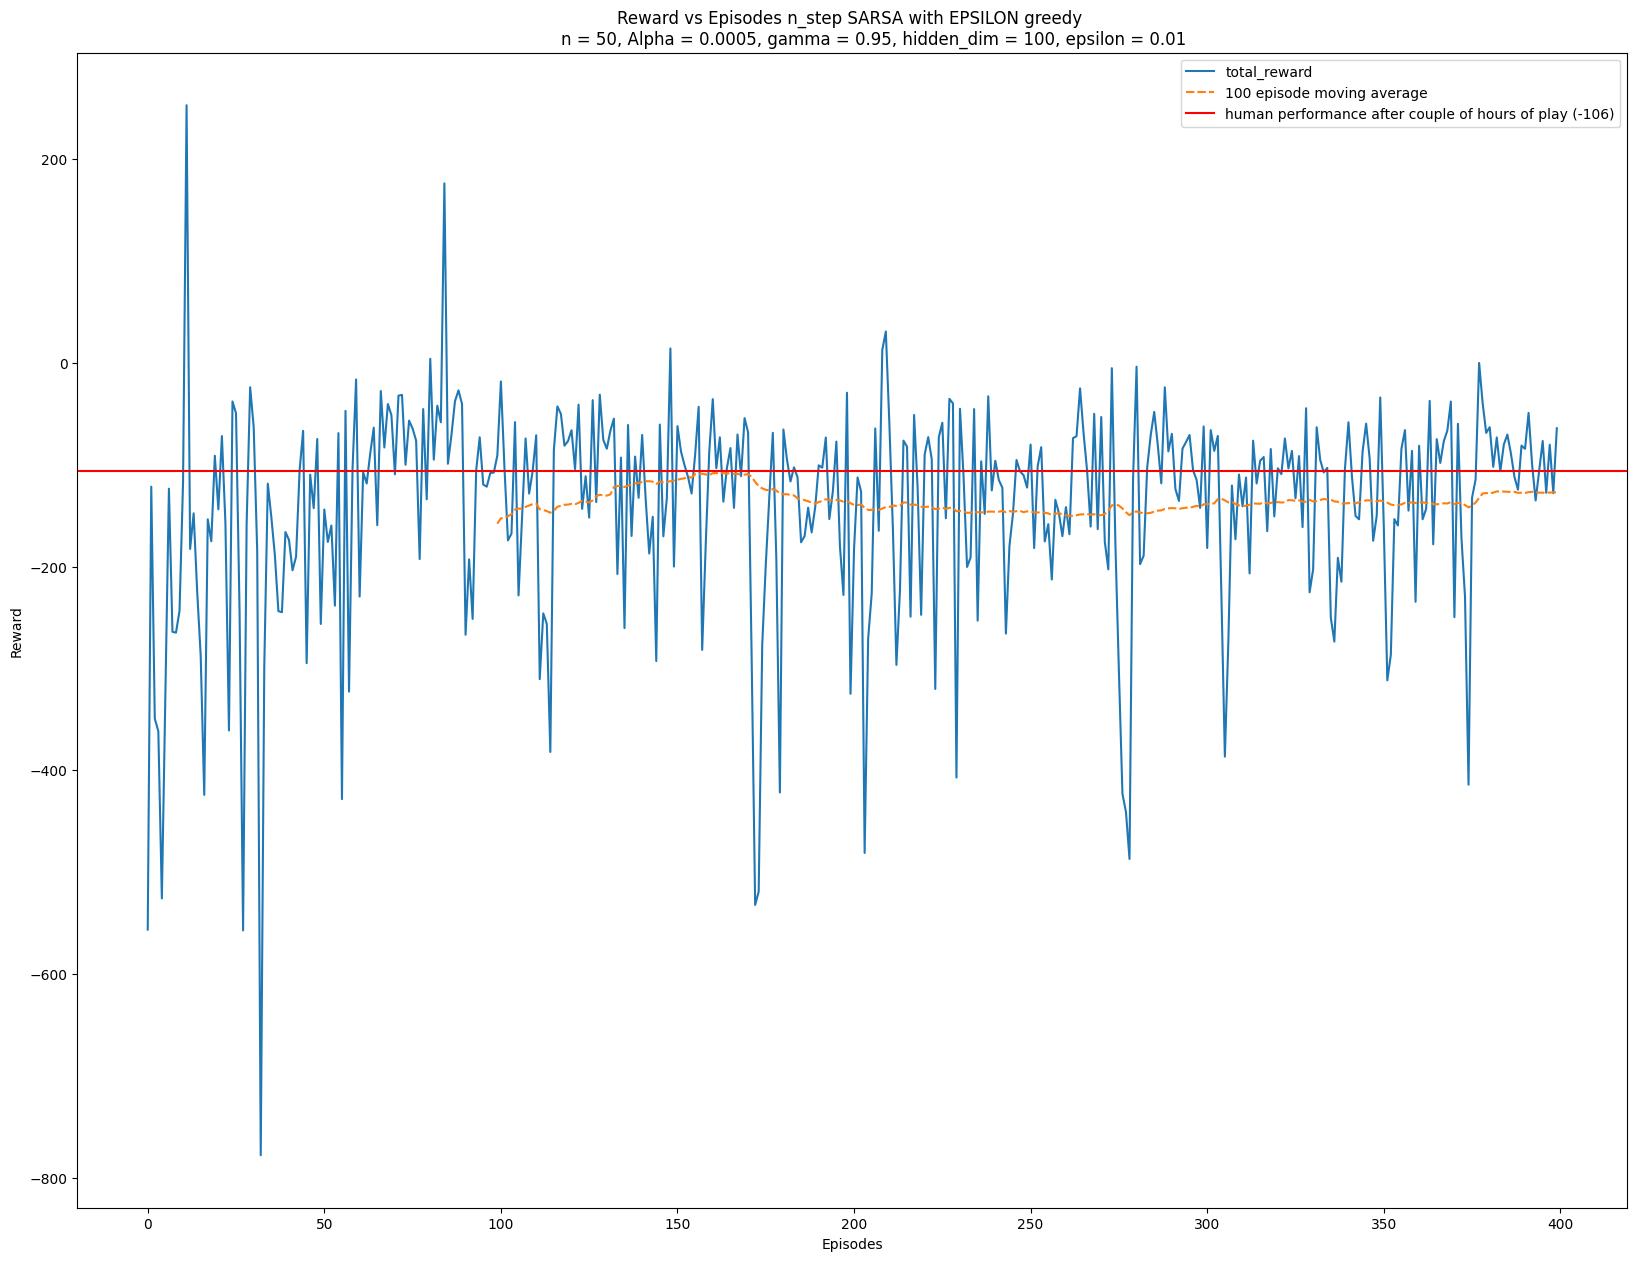 Reward vs Episodes n_step SARSA with EPSILON greedy
n = 50, Alpha = 0.0005, gamma = 0.95, hidden_dim = 100, epsilon = 0.01
total_reward
100 episode moving average
human performance after couple of hours of play (-106)
200
0
−200
−400
−600
−800
Reward
0 50 100 150 200 250 300 350 400
Episodes